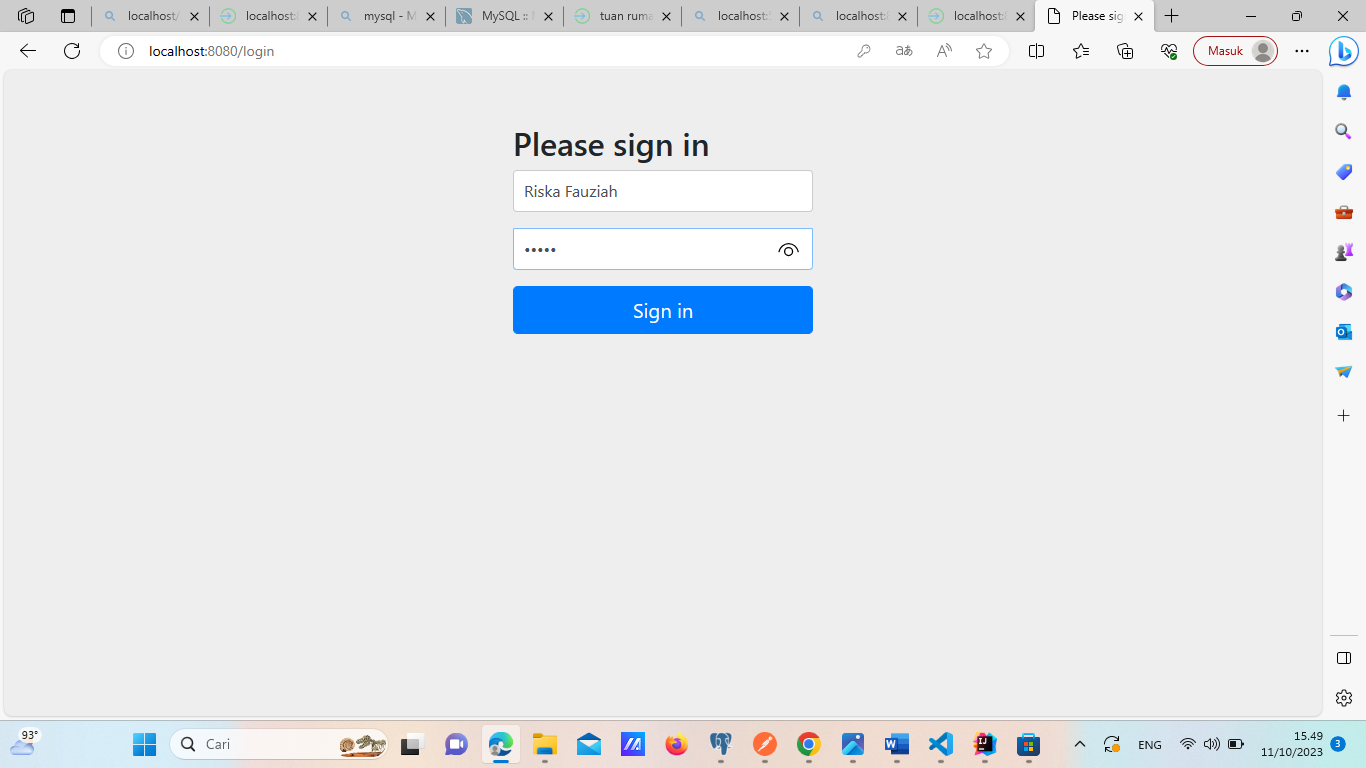 localhost/
localhost:
mysql - M
MySQL ::
tuan ruma
localhost:
localhost:
localhost:
Please sig
localhost:8080/login
Masuk
Please sign in
Riska Fauziah
•••••
Sign in
93°
Cari
ENG
15.49
11/10/2023
3